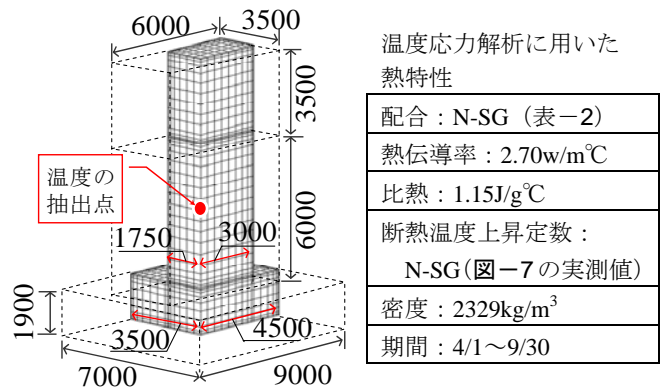 6000
3500
3500
温度の
抽出点
1750
3000
6000
1900
3500
4500
7000
9000
温度応力解析に用いた
熱特性
配合：N-SG（表－2）
熱伝導率：2.70w/m℃
比熱：1.15J/g℃
断熱温度上昇定数：
N-SG(図－7の実測値)
密度：2329kg/m³
期間：4/1～9/30